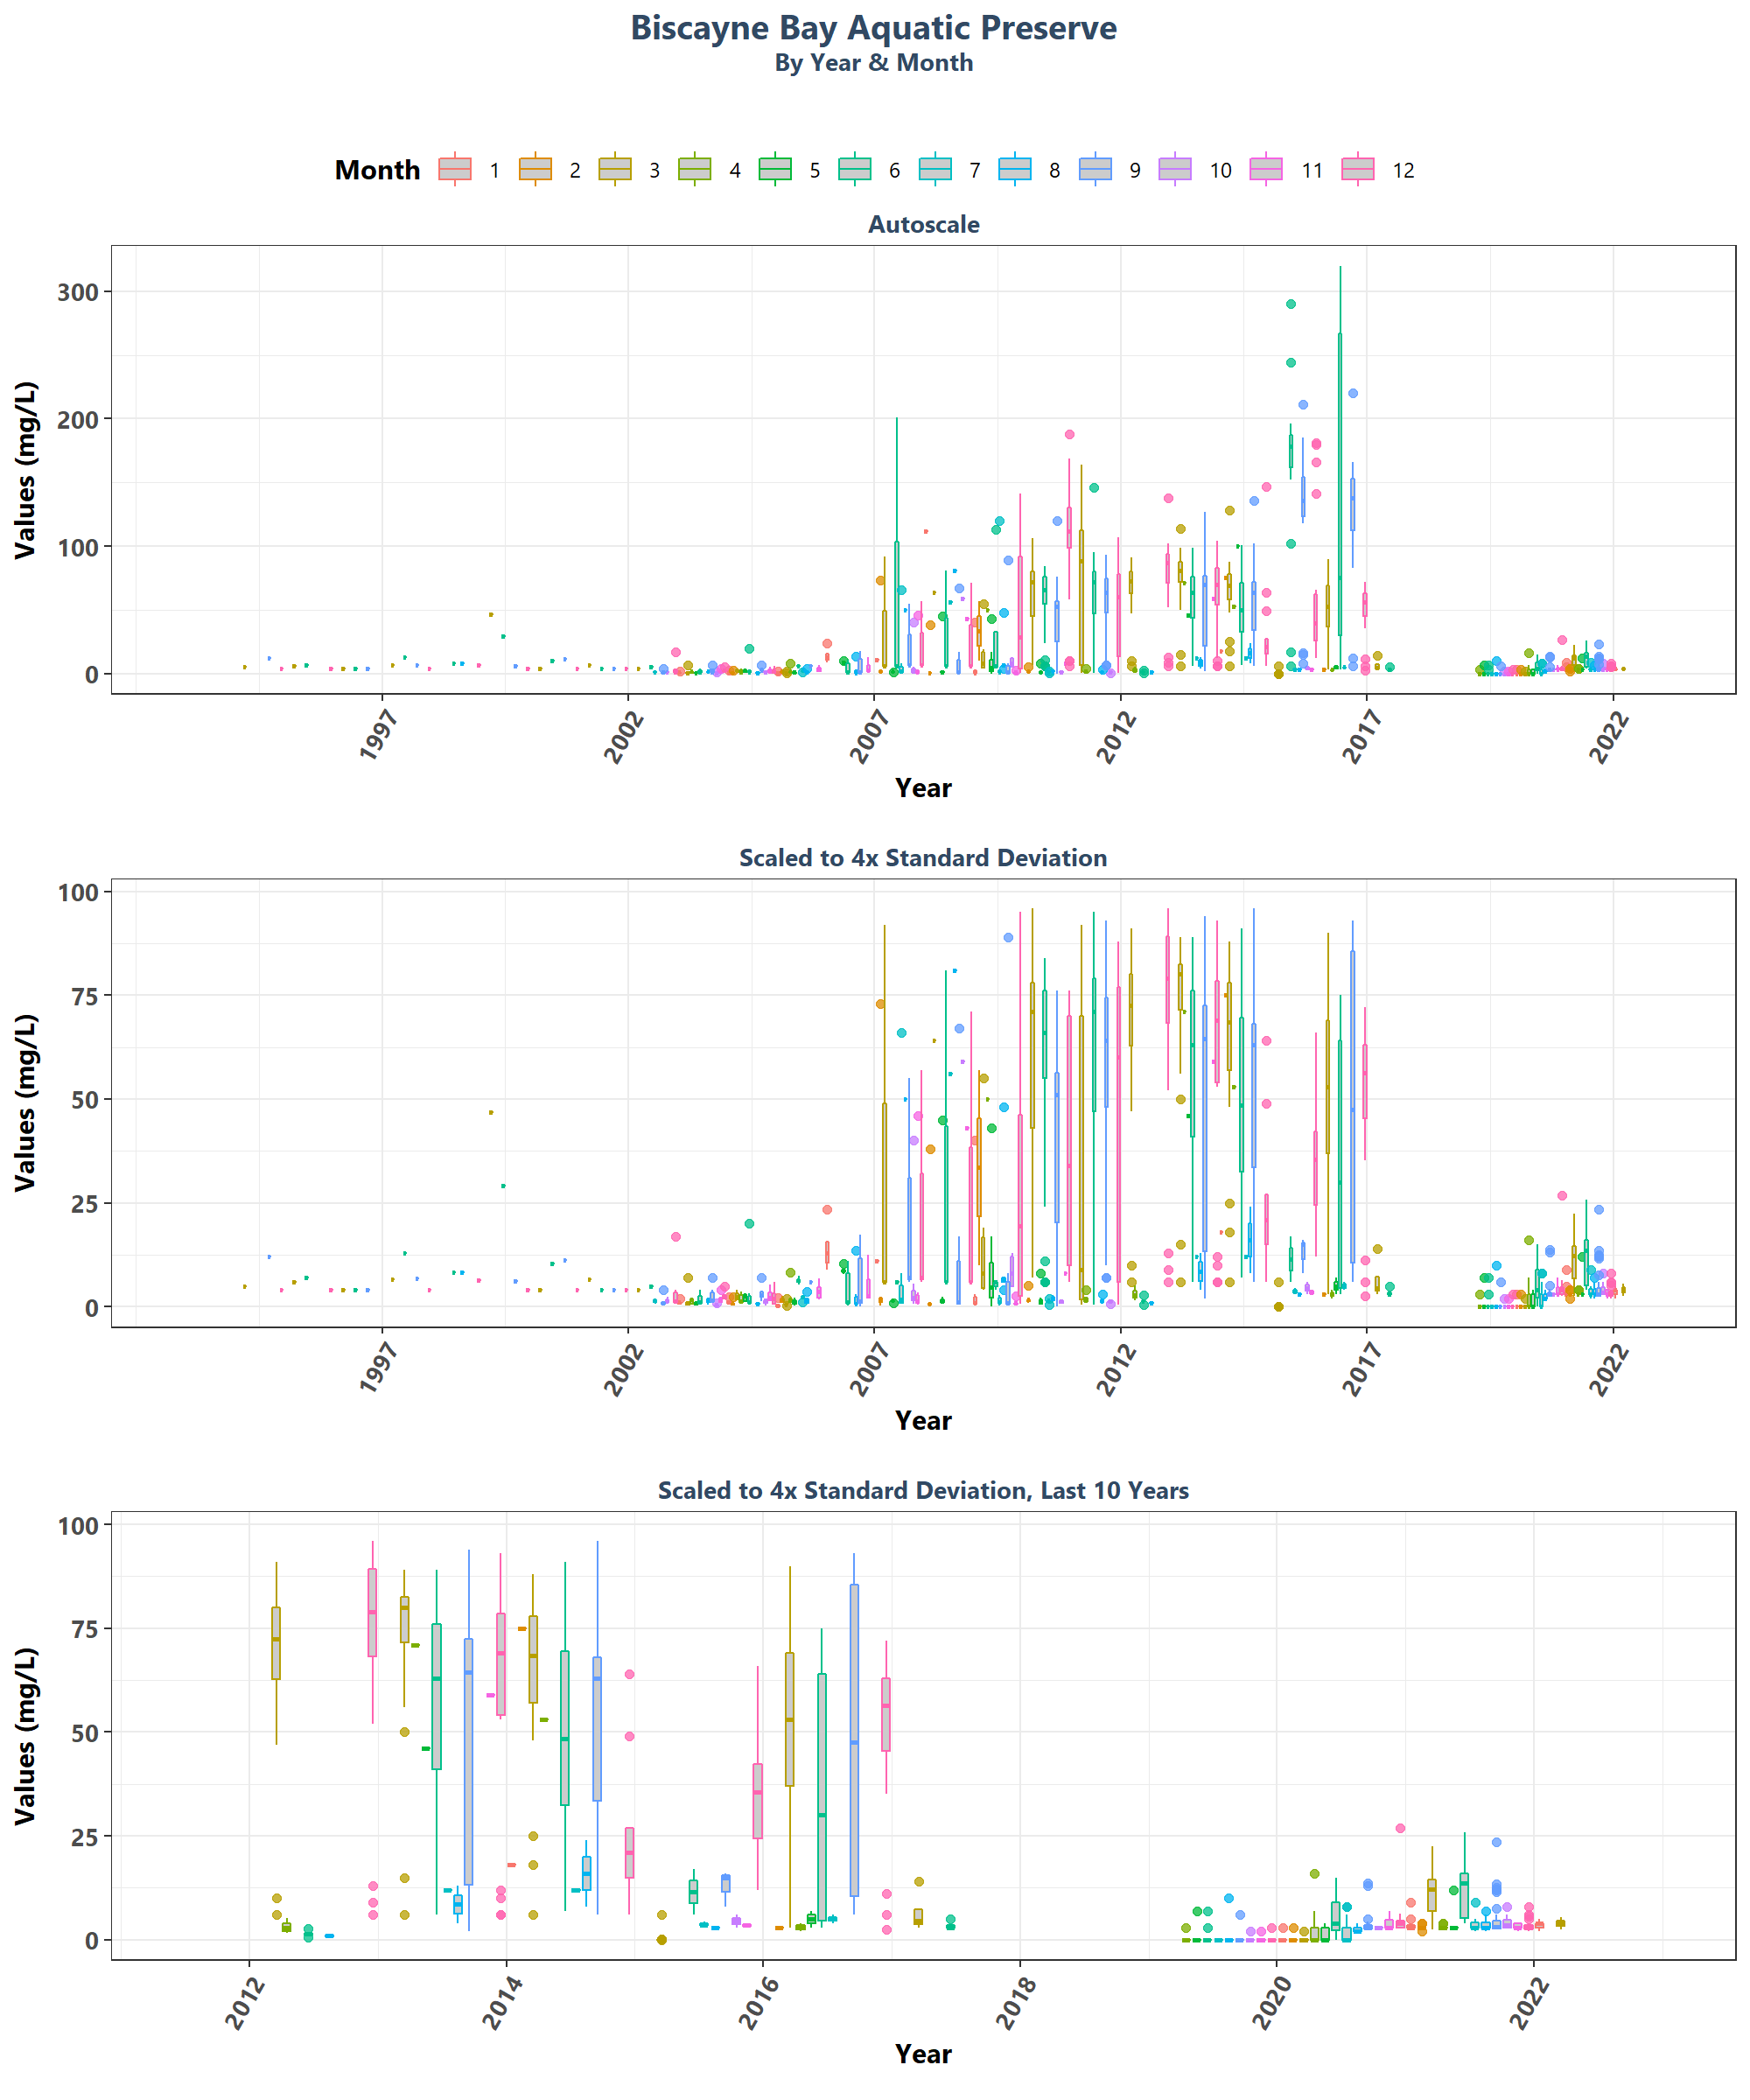 Biscayne Bay Aquatic Preserve
By Year & Month
Month 1 2 3 4 5 6 7 8 9 10 11 12
Autoscale
Values (mg/L)
300
200
100
0
1997 2002 2007 2012 2017 2022
Year
Scaled to 4x Standard Deviation
Values (mg/L)
100
75
50
25
0
1997 2002 2007 2012 2017 2022
Year
Scaled to 4x Standard Deviation, Last 10 Years
Values (mg/L)
100
75
50
25
0
2012 2014 2016 2018 2020 2022
Year